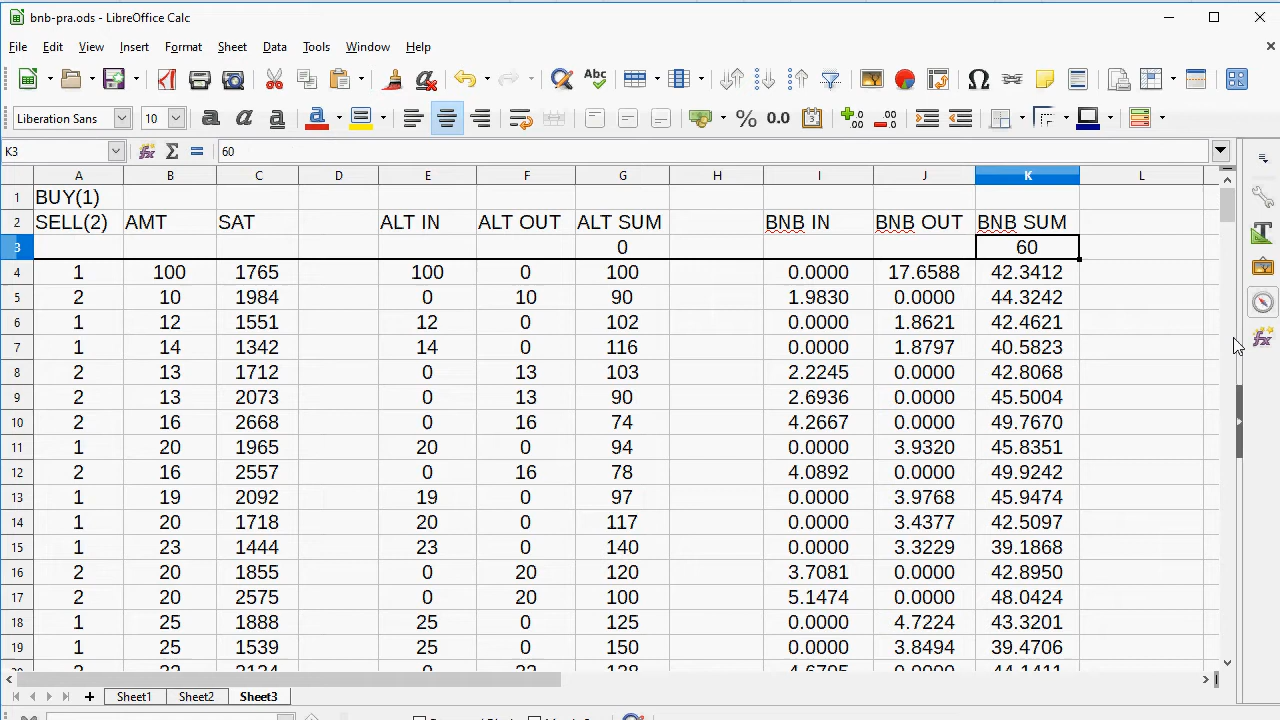 bnb-pra.ods - LibreOffice Calc
File Edit View Insert Format Sheet Data Tools Window Help
Abc
Liberation Sans 10 a a a a % 0.0
K3 fx Σ = 60
A B C D E F G H I J K L
1 BUY(1)
2 SELL(2) AMT SAT ALT IN ALT OUT ALT SUM BNB IN BNB OUT BNB SUM
3 0 60
4 1 100 1765 100 0 100 0.0000 17.6588 42.3412
5 2 10 1984 0 10 90 1.9830 0.0000 44.3242
6 1 12 1551 12 0 102 0.0000 1.8621 42.4621
7 1 14 1342 14 0 116 0.0000 1.8797 40.5823
8 2 13 1712 0 13 103 2.2245 0.0000 42.8068
9 2 13 2073 0 13 90 2.6936 0.0000 45.5004
10 2 16 2668 0 16 74 4.2667 0.0000 49.7670
11 1 20 1965 20 0 94 0.0000 3.9320 45.8351
12 2 16 2557 0 16 78 4.0892 0.0000 49.9242
13 1 19 2092 19 0 97 0.0000 3.9768 45.9474
14 1 20 1718 20 0 117 0.0000 3.4377 42.5097
15 1 23 1444 23 0 140 0.0000 3.3229 39.1868
16 2 20 1855 0 20 120 3.7081 0.0000 42.8950
17 2 20 2575 0 20 100 5.1474 0.0000 48.0424
18 1 25 1888 25 0 125 0.0000 4.7224 43.3201
19 1 25 1539 25 0 150 0.0000 3.8494 39.4706
Sheet1 Sheet2 Sheet3